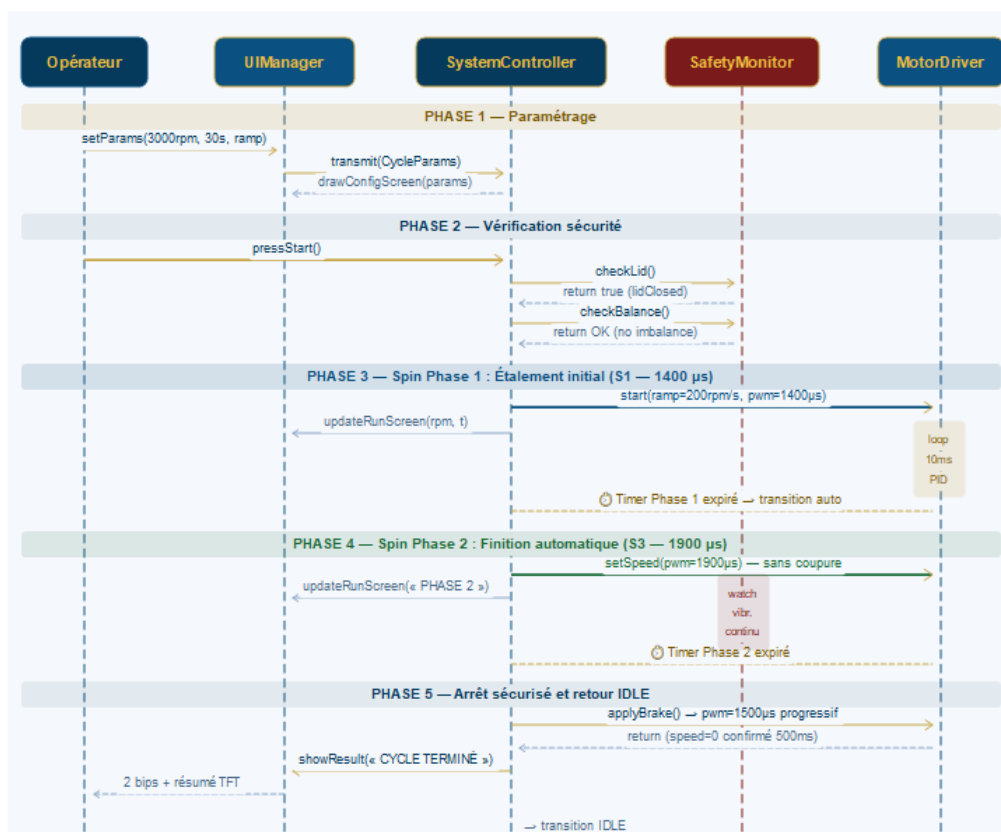 Opérateur
UIManager
SystemController
SafetyMonitor
MotorDriver
PHASE 1 — Paramétrage
setParams(3000rpm, 30s, ramp)
transmit(CycleParams)
drawConfigScreen(params)
PHASE 2 — Vérification sécurité
pressStart()
checkLid()
return true (lidClosed)
checkBalance()
return OK (no imbalance)
PHASE 3 — Spin Phase 1 : Étalement initial (S1 — 1400 µs)
start(ramp=200rpm/s, pwm=1400µs)
updateRunScreen(rpm, t)
loop
10ms
PID
⏱ Timer Phase 1 expiré → transition auto
PHASE 4 — Spin Phase 2 : Finition automatique (S3 — 1900 µs)
setSpeed(pwm=1900µs) — sans coupure
updateRunScreen(« PHASE 2 »)
watch
vibr.
continu
⏱ Timer Phase 2 expiré
PHASE 5 — Arrêt sécurisé et retour IDLE
applyBrake() → pwm=1500µs progressif
return (speed=0 confirmé 500ms)
showResult(« CYCLE TERMINÉ »)
2 bips + résumé TFT
→ transition IDLE